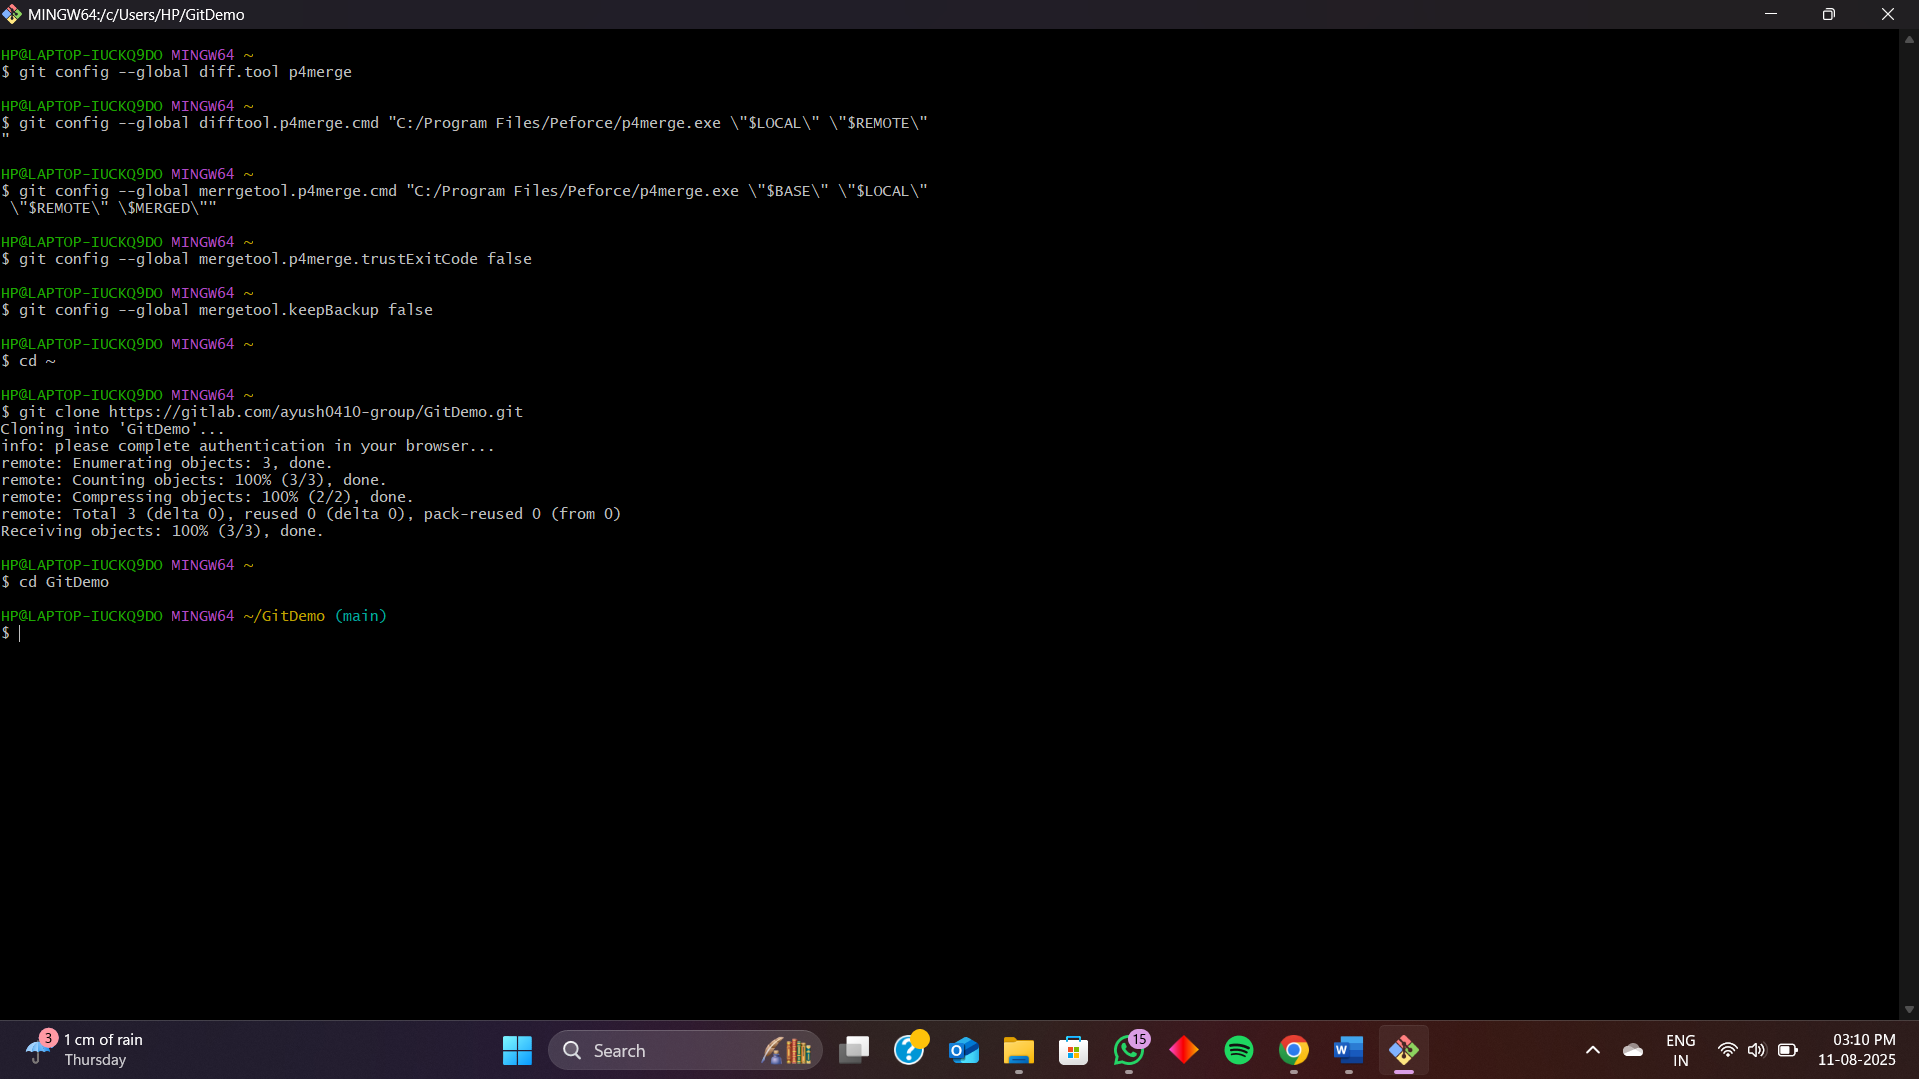 MINGW64:/c/Users/HP/GitDemo
HP@LAPTOP-IUCKQ9DO MINGW64 ~
$ git config --global diff.tool p4merge
HP@LAPTOP-IUCKQ9DO MINGW64 ~
$ git config --global difftool.p4merge.cmd "C:/Program Files/Peforce/p4merge.exe \"$LOCAL\" \"$REMOTE\"
"
HP@LAPTOP-IUCKQ9DO MINGW64 ~
$ git config --global merrgetool.p4merge.cmd "C:/Program Files/Peforce/p4merge.exe \"$BASE\" \"$LOCAL\"
\"$REMOTE\" \$MERGED\""
HP@LAPTOP-IUCKQ9DO MINGW64 ~
$ git config --global mergetool.p4merge.trustExitCode false
HP@LAPTOP-IUCKQ9DO MINGW64 ~
$ git config --global mergetool.keepBackup false
HP@LAPTOP-IUCKQ9DO MINGW64 ~
$ cd ~
HP@LAPTOP-IUCKQ9DO MINGW64 ~
$ git clone https://gitlab.com/ayush0410-group/GitDemo.git
Cloning into 'GitDemo'...
info: please complete authentication in your browser...
remote: Enumerating objects: 3, done.
remote: Counting objects: 100% (3/3), done.
remote: Compressing objects: 100% (2/2), done.
remote: Total 3 (delta 0), reused 0 (delta 0), pack-reused 0 (from 0)
Receiving objects: 100% (3/3), done.
HP@LAPTOP-IUCKQ9DO MINGW64 ~
$ cd GitDemo
HP@LAPTOP-IUCKQ9DO MINGW64 ~/GitDemo (main)
$
3
1 cm of rain
Thursday
Search
15
ENG
IN
03:10 PM
11-08-2025